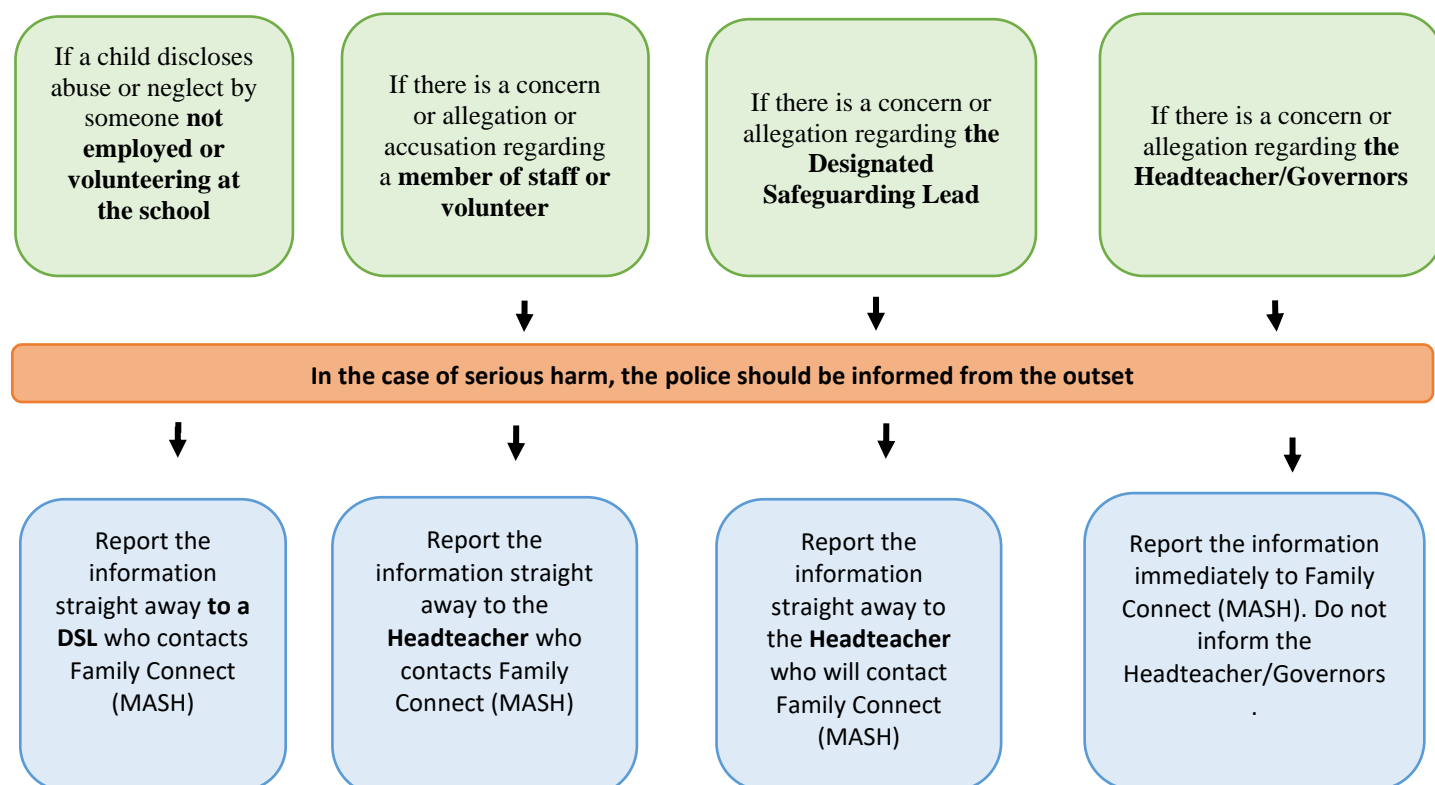 If a child discloses
abuse or neglect by
someone not
employed or
volunteering at
the school
If there is a concern
or allegation or
accusation regarding
a member of staff or
volunteer
If there is a concern or
allegation regarding the
Designated
Safeguarding Lead
If there is a concern or
allegation regarding the
Headteacher/Governors
In the case of serious harm, the police should be informed from the outset
Report the
information
straight away to a
DSL who contacts
Family Connect
(MASH)
Report the
information straight
away to the
Headteacher who
contacts Family
Connect (MASH)
Report the
information
straight away to
the Headteacher
who will contact
Family Connect
(MASH)
Report the information
immediately to Family
Connect (MASH). Do not
inform the
Headteacher/Governors
.